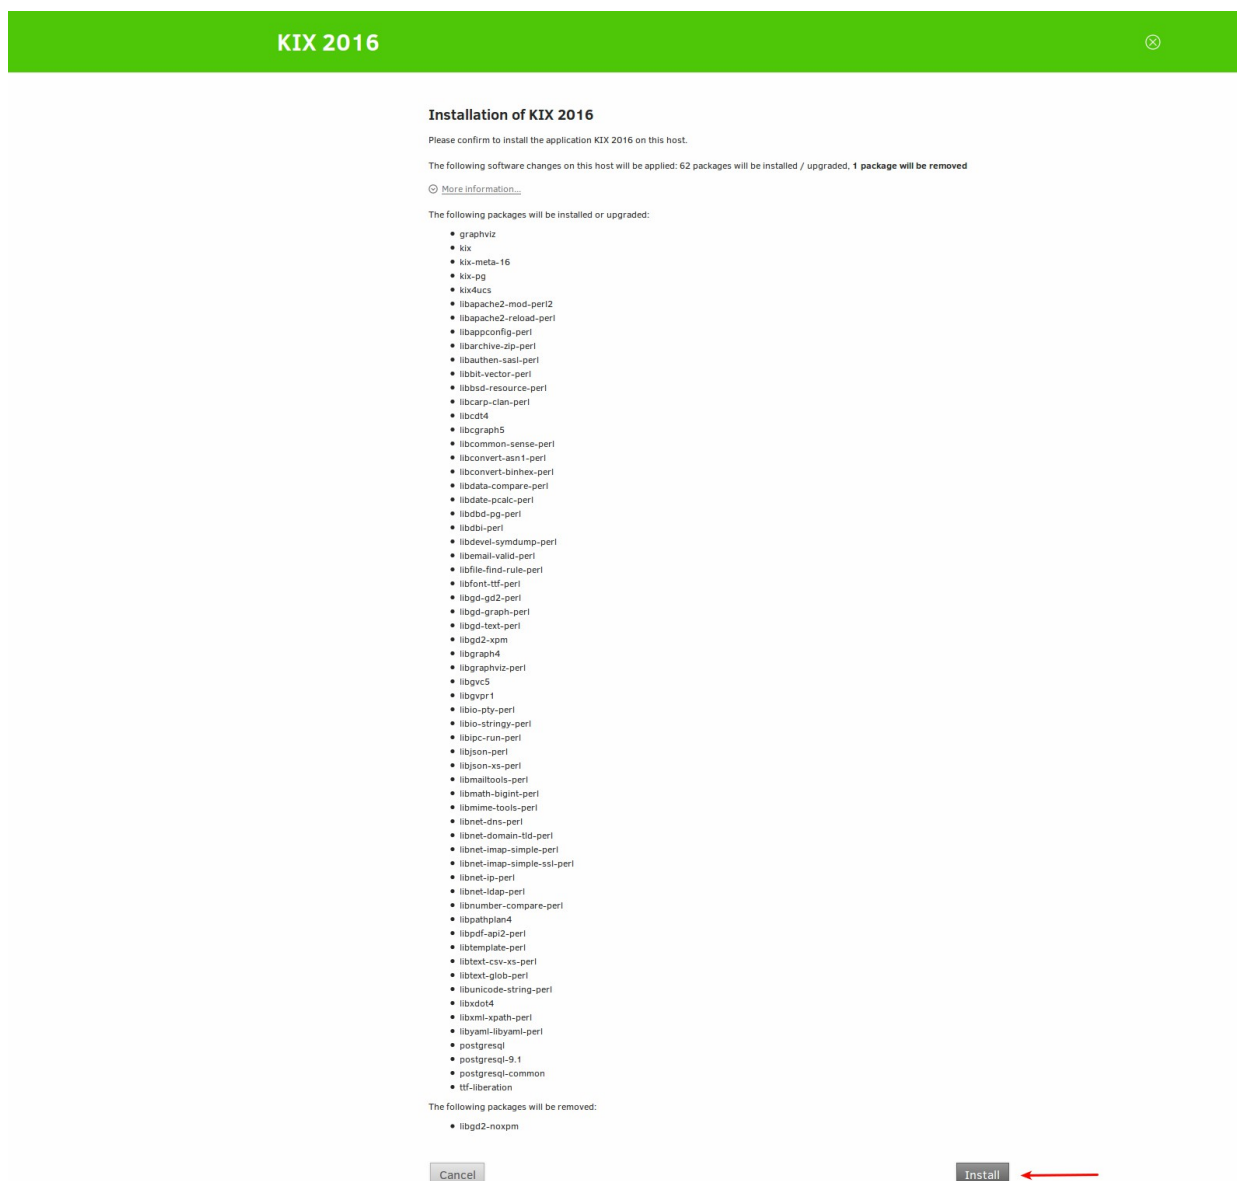 KIX 2016
Installation of KIX 2016
Please confirm to install the application KIX 2016 on this host.
The following software changes on this host will be applied: 62 packages will be installed / upgraded, 1 package will be removed
More information...
The following packages will be installed or upgraded:
graphviz
kix
kix-meta-16
kix-pg
kix4ucs
libapache2-mod-perl2
libapache2-reload-perl
libappconfig-perl
libarchive-zip-perl
libauthen-sasl-perl
libbit-vector-perl
libbsd-resource-perl
libcarp-clan-perl
libcdt4
libcgraph5
libcommon-sense-perl
libconvert-asn1-perl
libconvert-binhex-perl
libdata-compare-perl
libdate-pcalc-perl
libdbd-pg-perl
libdbi-perl
libdevel-symdump-perl
libemail-valid-perl
libfile-find-rule-perl
libfont-ttf-perl
libgd-gd2-perl
libgd-graph-perl
libgd-text-perl
libgd2-xpm
libgraph4
libgraphviz-perl
libgvc5
libgvpr1
libio-pty-perl
libio-stringy-perl
libipc-run-perl
libjson-perl
libjson-xs-perl
libmailtools-perl
libmath-bigint-perl
libmime-tools-perl
libnet-dns-perl
libnet-domain-tld-perl
libnet-imap-simple-perl
libnet-imap-simple-ssl-perl
libnet-ip-perl
libnet-ldap-perl
libnumber-compare-perl
libpathplan4
libpdf-api2-perl
libtemplate-perl
libtext-csv-xs-perl
libtext-glob-perl
libunicode-string-perl
libxdot4
libxml-xpath-perl
libyaml-libyaml-perl
postgresql
postgresql-9.1
postgresql-common
ttf-liberation
The following packages will be removed:
libgd2-noxpm
Cancel
Install